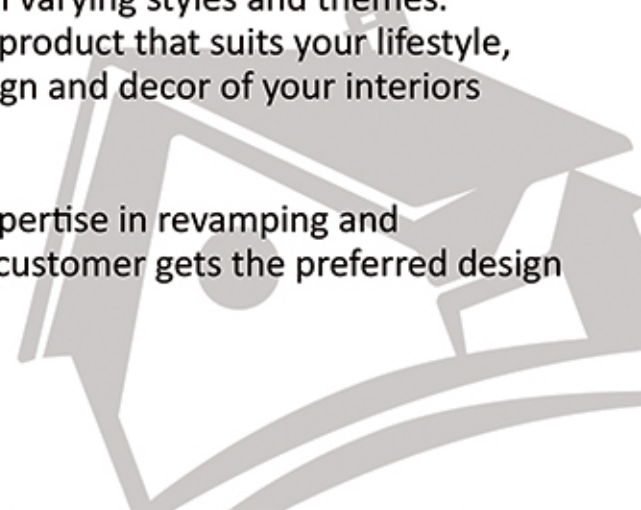 varying styles and themes.
product that suits your lifestyle,
gn and decor of your interiors
pertise in revamping and
customer gets the preferred design